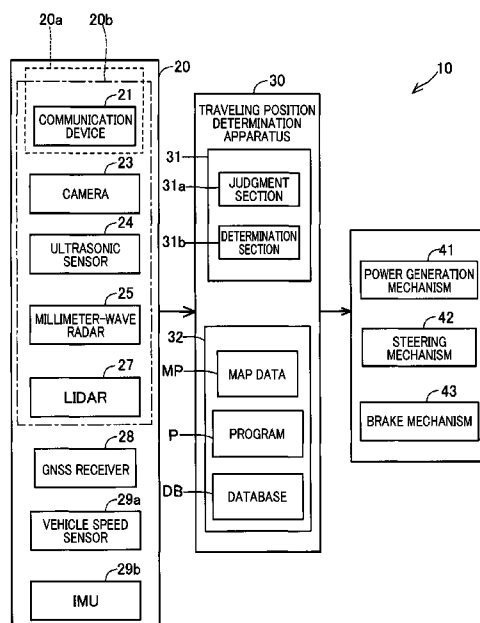 20a
20b
20
21
COMMUNICATION
DEVICE
23
CAMERA
24
ULTRASONIC
SENSOR
25
MILLIMETER-WAVE
RADAR
27
LIDAR
28
GNSS RECEIVER
29a
VEHICLE SPEED
SENSOR
29b
IMU
30
TRAVELING POSITION
DETERMINATION
APPARATUS
31
31a
JUDGMENT
SECTION
31b
DETERMINATION
SECTION
32
MP
MAP DATA
P
PROGRAM
DB
DATABASE
10
41
POWER GENERATION
MECHANISM
42
STEERING
MECHANISM
43
BRAKE MECHANISM